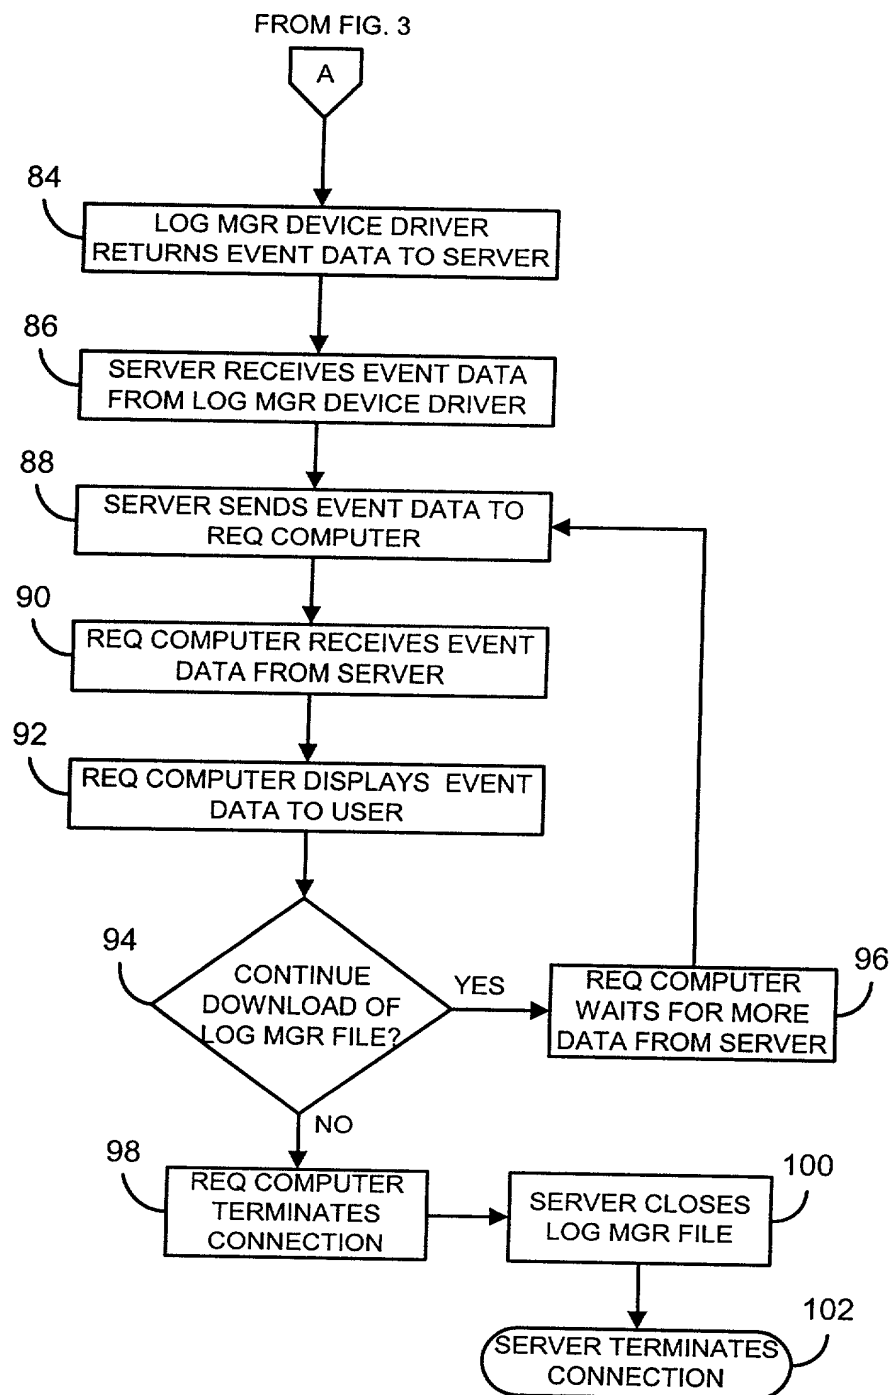 FROM FIG. 3
A
84
LOG MGR DEVICE DRIVER
RETURNS EVENT DATA TO SERVER
86
SERVER RECEIVES EVENT DATA
FROM LOG MGR DEVICE DRIVER
88
SERVER SENDS EVENT DATA TO
REQ COMPUTER
90
REQ COMPUTER RECEIVES EVENT
DATA FROM SERVER
92
REQ COMPUTER DISPLAYS EVENT
DATA TO USER
94
CONTINUE
DOWNLOAD OF
LOG MGR FILE?
YES
96
REQ COMPUTER
WAITS FOR MORE
DATA FROM SERVER
NO
98
REQ COMPUTER
TERMINATES
CONNECTION
100
SERVER CLOSES
LOG MGR FILE
102
SERVER TERMINATES
CONNECTION